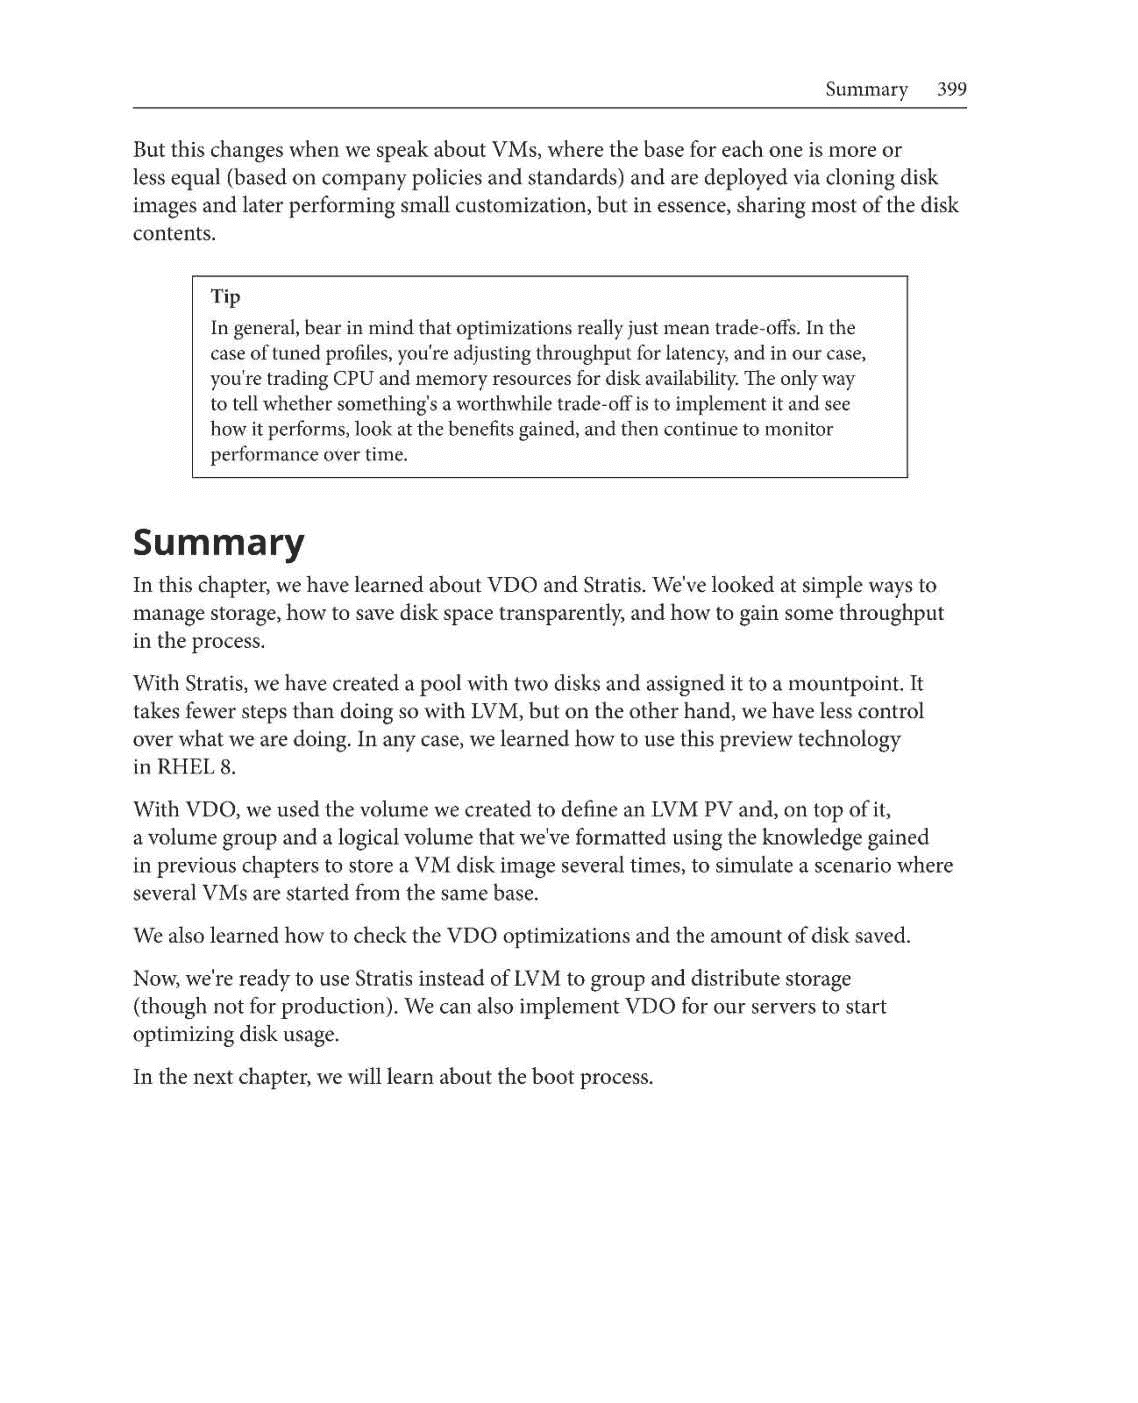 Summary 399
But this changes when we speak about VMs, where the base for each one is more or
less equal (based on company policies and standards) and are deployed via cloning disk
images and later performing small customization, but in essence, sharing most of the disk
contents.
Tip
In general, bear in mind that optimizations really just mean trade-offs. In the
case of tuned profiles, you're adjusting throughput for latency, and in our case,
you're trading CPU and memory resources for disk availability. The only way
to tell whether something's a worthwhile trade-off is to implement it and see
how it performs, look at the benefits gained, and then continue to monitor
performance over time.
Summary
In this chapter, we have learned about VDO and Stratis. We've looked at simple ways to
manage storage, how to save disk space transparently, and how to gain some throughput
in the process.
With Stratis, we have created a pool with two disks and assigned it to a mountpoint. It
takes fewer steps than doing so with LVM, but on the other hand, we have less control
over what we are doing. In any case, we learned how to use this preview technology
in RHEL 8.
With VDO, we used the volume we created to define an LVM PV and, on top of it,
a volume group and a logical volume that we've formatted using the knowledge gained
in previous chapters to store a VM disk image several times, to simulate a scenario where
several VMs are started from the same base.
We also learned how to check the VDO optimizations and the amount of disk saved.
Now, we're ready to use Stratis instead of LVM to group and distribute storage
(though not for production). We can also implement VDO for our servers to start
optimizing disk usage.
In the next chapter, we will learn about the boot process.